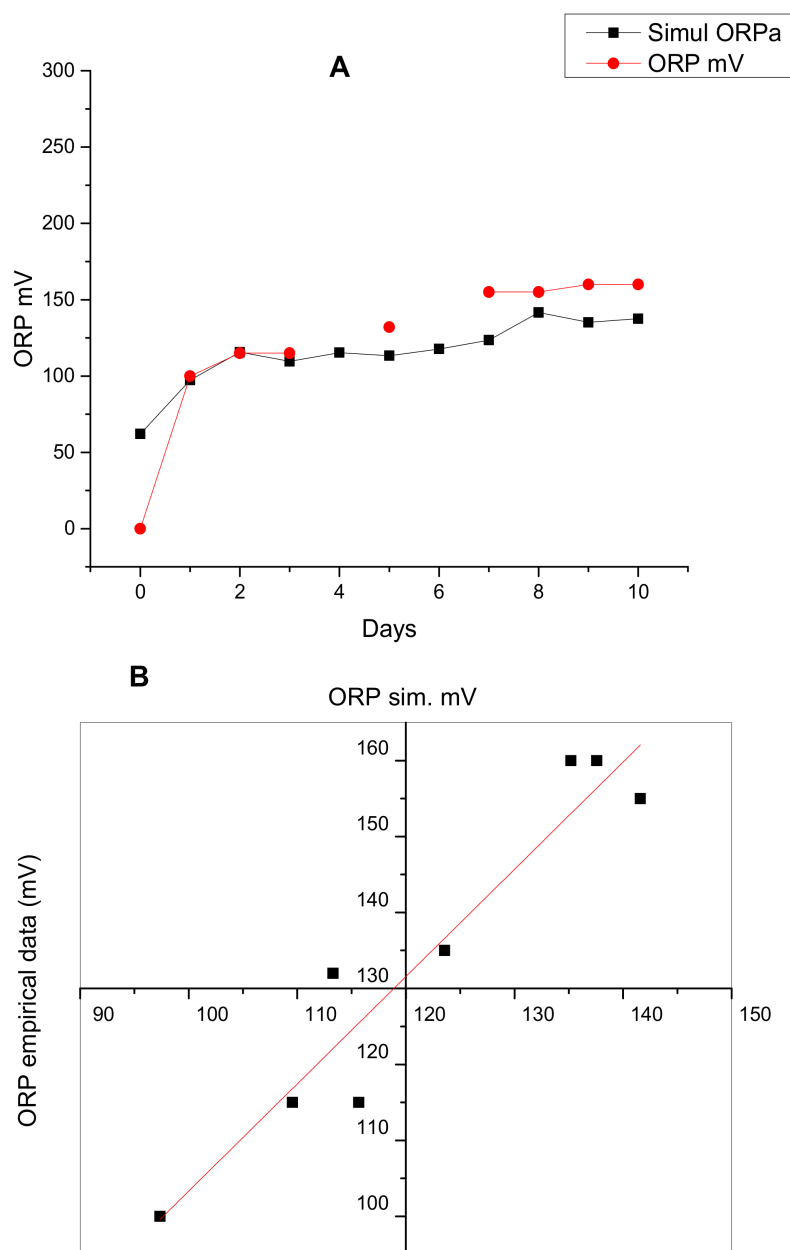 Simul ORPa
ORP mV
A
300
250
200
150
100
50
0
ORP mV
0 2 4 6 8 10
Days
B
ORP sim. mV
160
150
140
130
90 100 110 120 130 140 150
120
110
100
ORP empirical data (mV)